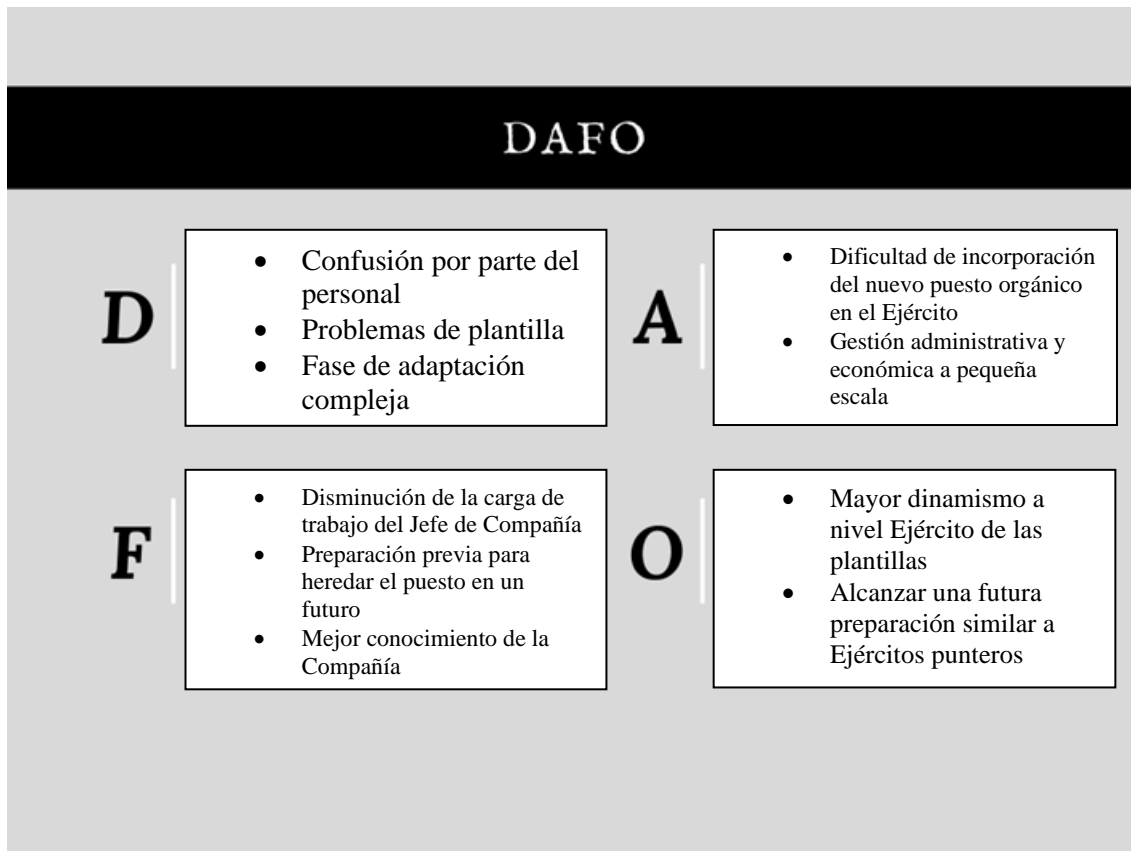 DAFO
D
• Confusión por parte del
personal
• Problemas de plantilla
• Fase de adaptación
compleja
A
• Dificultad de incorporación
del nuevo puesto orgánico
en el Ejército
• Gestión administrativa y
económica a pequeña
escala
F
• Disminución de la carga de
trabajo del Jefe de Compañía
• Preparación previa para
heredar el puesto en un
futuro
• Mejor conocimiento de la
Compañía
O
• Mayor dinamismo a
nivel Ejército de las
plantillas
• Alcanzar una futura
preparación similar a
Ejércitos punteros